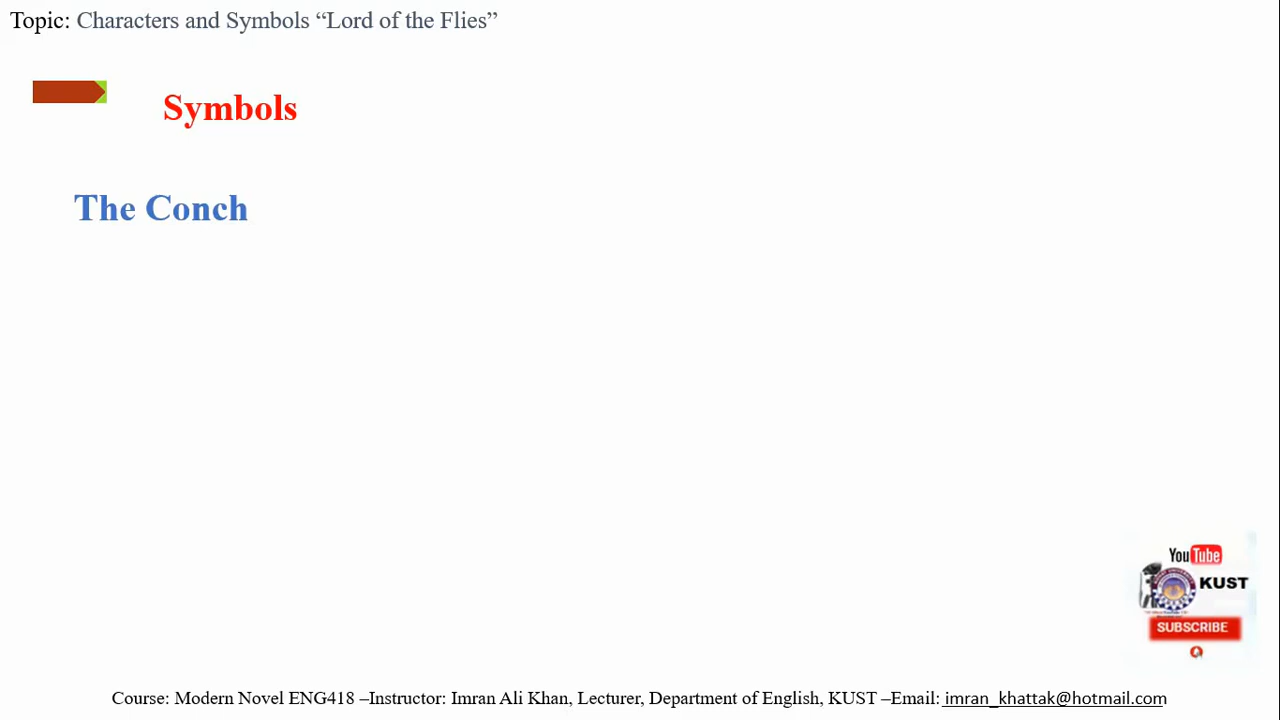 Topic: Characters and Symbols “Lord of the Flies”
Symbols
The Conch
YouTube
KUST
SUBSCRIBE
Course: Modern Novel ENG418 –Instructor: Imran Ali Khan, Lecturer, Department of English, KUST –Email: imran_khattak@hotmail.com